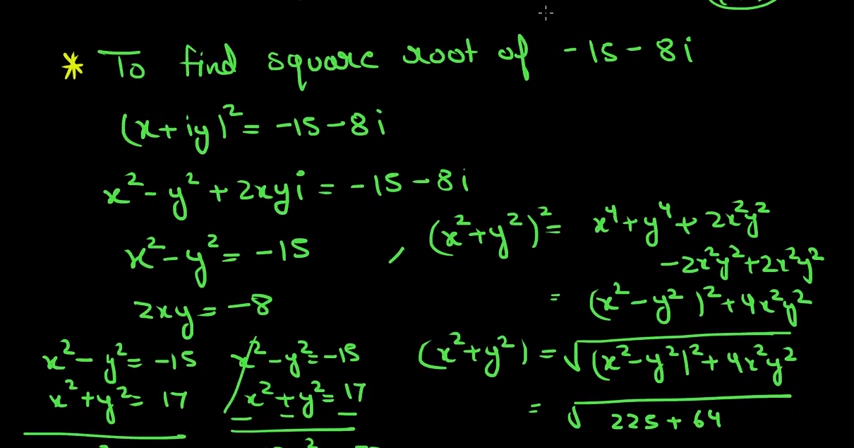 * To find square root of -15-8i
(x+iy)² = -15-8i
x²-y²+2xyi = -15-8i
x²-y² = -15
2xy = -8
, (x²+y²)² = x⁴+y⁴+2x²y²
-2x²y²+2x²y²
= (x²-y²)²+4x²y²
(x²+y²) = √(x²-y²)²+4x²y²
= √225+64
x²-y² = -15
x²+y² = 17
x²-y² = -15
x²+y² = 17